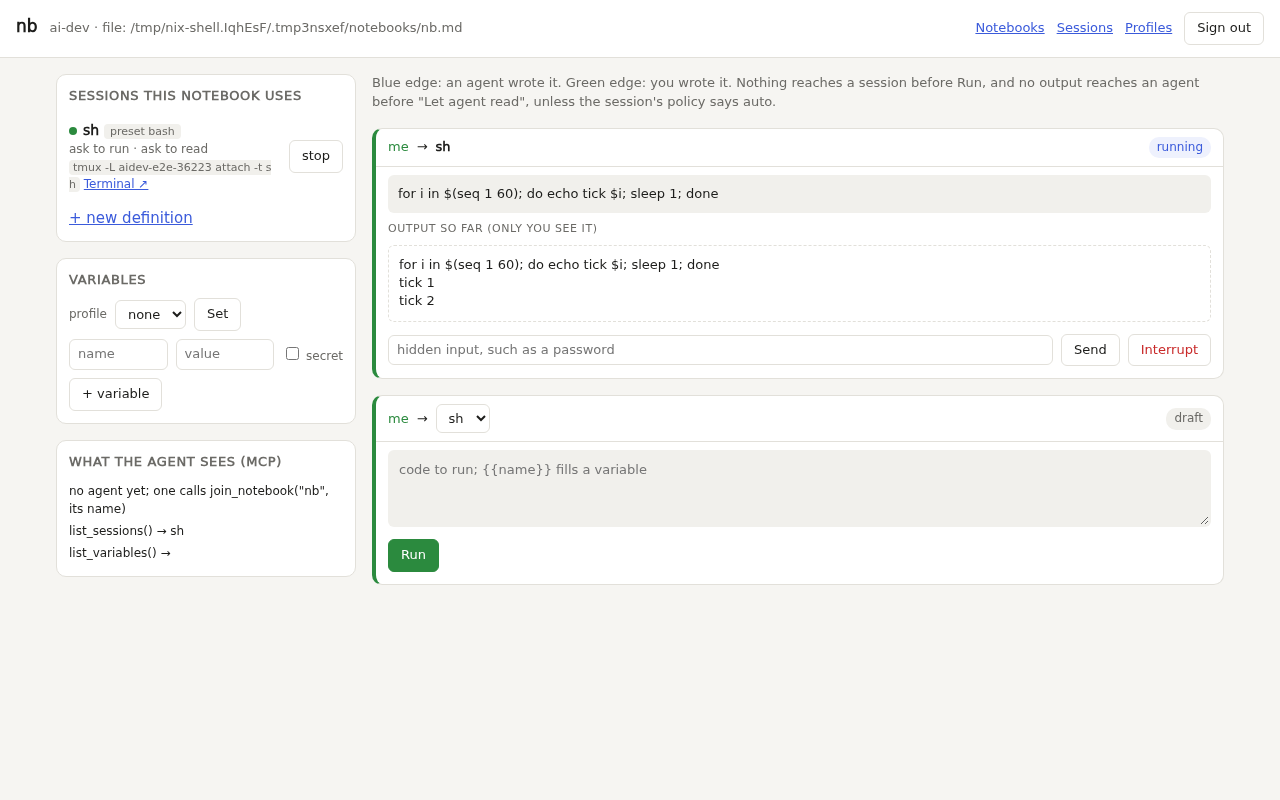 nb ai-dev · file: /tmp/nix-shell.IqhEsF/.tmp3nsxef/notebooks/nb.md Notebooks Sessions Profiles Sign out
SESSIONS THIS NOTEBOOK USES
sh preset bash
ask to run · ask to read
stop
tmux -L aidev-e2e-36223 attach -t s
h Terminal ↗
+ new definition
VARIABLES
profile none Set
name value secret
+ variable
WHAT THE AGENT SEES (MCP)
no agent yet; one calls join_notebook("nb",
its name)
list_sessions() → sh
list_variables() →
Blue edge: an agent wrote it. Green edge: you wrote it. Nothing reaches a session before Run, and no output reaches an agent
before "Let agent read", unless the session's policy says auto.
me → sh running
for i in $(seq 1 60); do echo tick $i; sleep 1; done
OUTPUT SO FAR (ONLY YOU SEE IT)
for i in $(seq 1 60); do echo tick $i; sleep 1; done
tick 1
tick 2
hidden input, such as a password Send Interrupt
me → sh draft
code to run; {{name}} fills a variable
Run